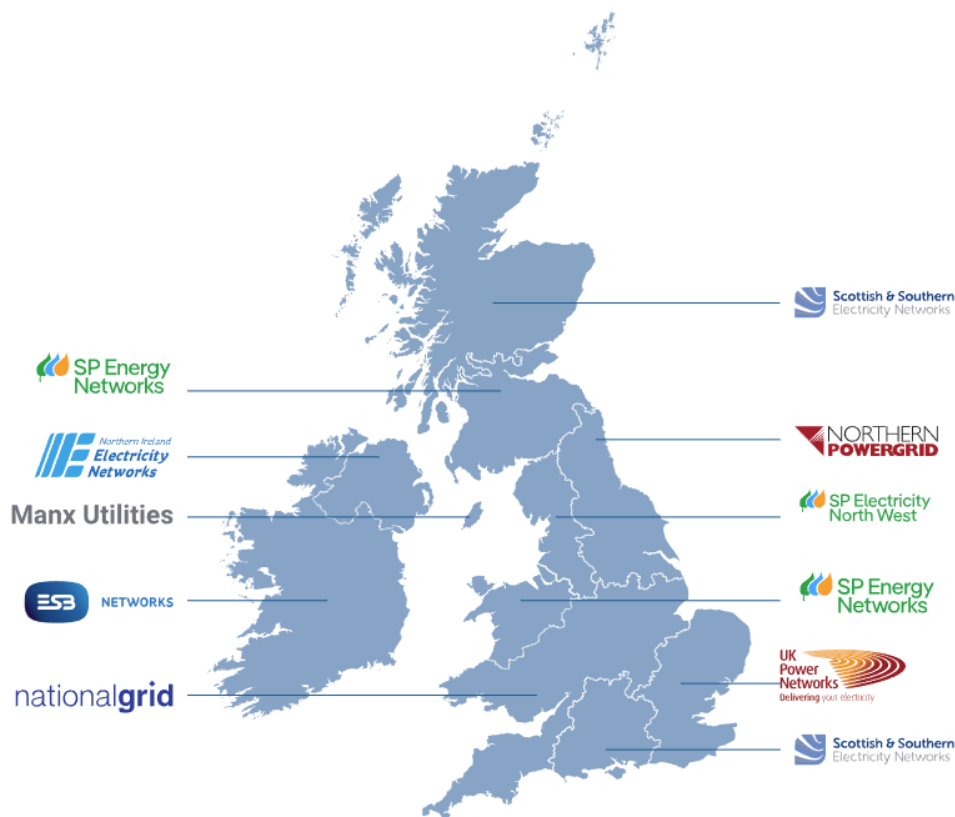 Scottish & Southern
Electricity Networks
SP Energy
Networks
NORTHERN
POWERGRID
Northern Ireland
Electricity
Networks
SP Electricity
North West
Manx Utilities
SP Energy
Networks
ESB NETWORKS
UK
Power
Networks
Delivering your electricity
nationalgrid
Scottish & Southern
Electricity Networks